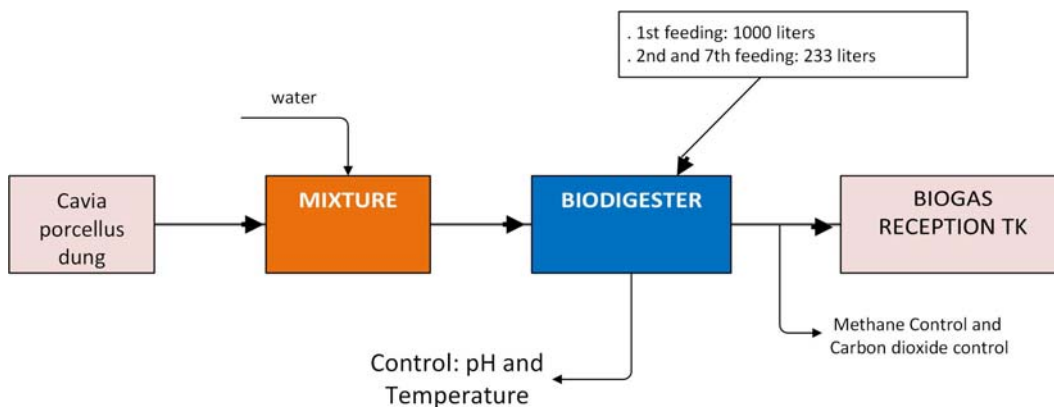 . 1st feeding: 1000 liters
. 2nd and 7th feeding: 233 liters
water
Cavia
porcellus
dung
MIXTURE
BIODIGESTER
BIOGAS
RECEPTION TK
Methane Control and
Carbon dioxide control
Control: pH and
Temperature